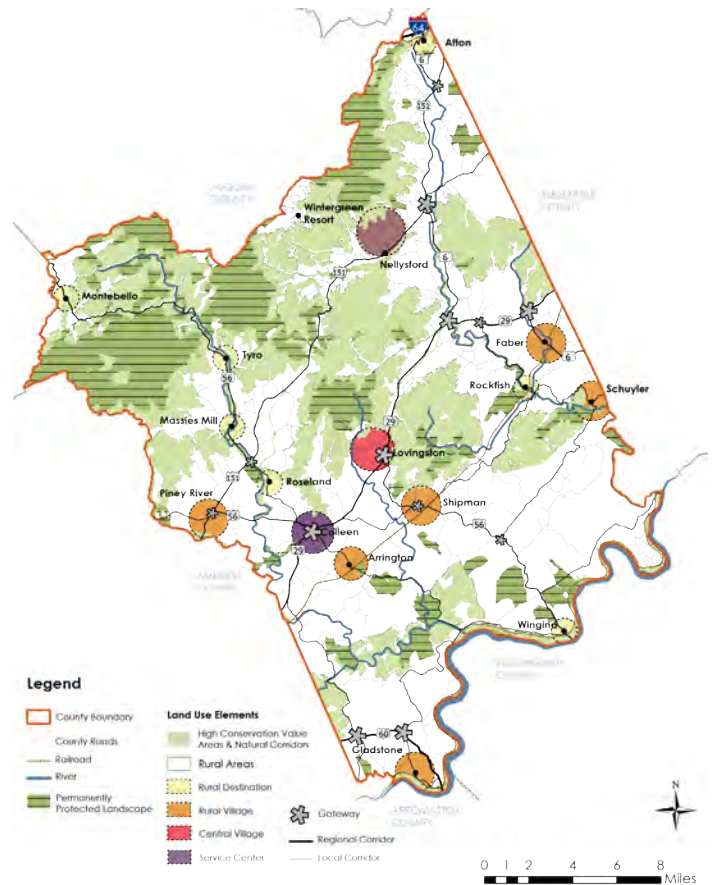 64
Afton
6
151
Wintergreen
Resort
Nellysford
151
6
Montebello
29
Faber
6
Tyro
56
Rockfish
Schuyler
Massies Mill
29
Lovingston
151
Roseland
Piney River
56
Shipman
56
Colleen
29
Arrington
Wingina
60
Gladstone
COUNTY
Legend
County Boundary
County Roads
Railroad
River
Permanently
Protected Landscape
Land Use Elements
High Conservation Value
Areas & Natural Corridors
Rural Areas
Rural Destination
Rural Village
Central Village
Service Center
Gateway
Regional Corridor
Local Corridor
N
0 1 2 4 6 8
Miles